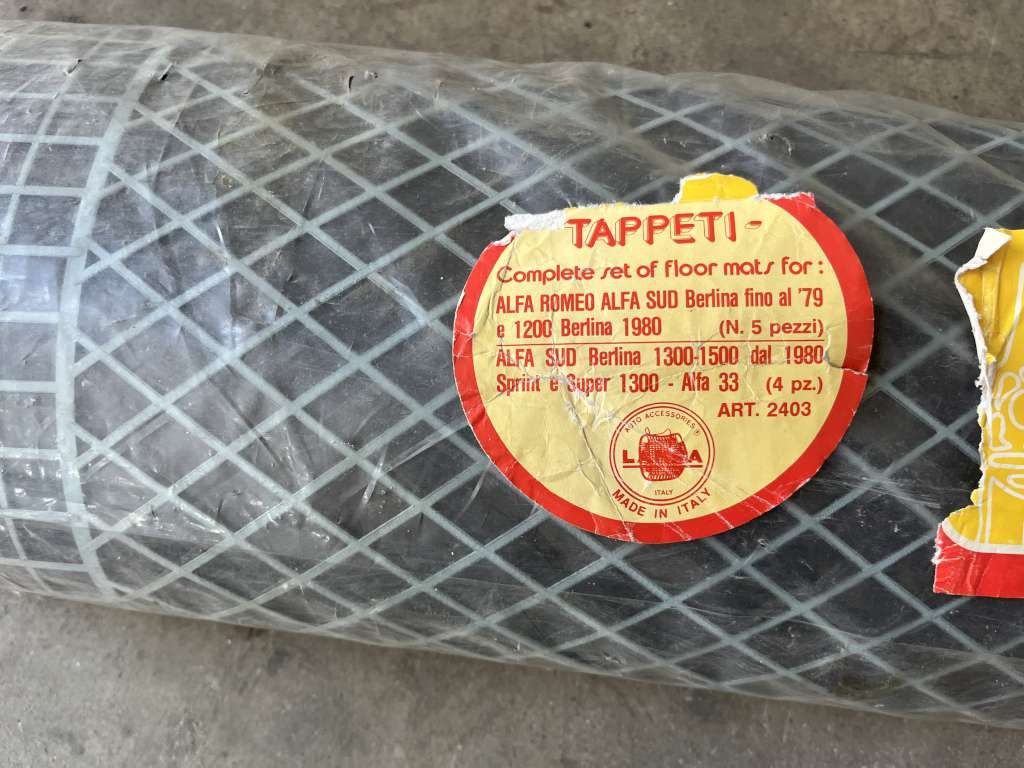 TAPPETI -
Complete set of floor mats for :
ALFA ROMEO ALFA SUD Berlina fino al '79
e 1200 Berlina 1980 (N. 5 pezzi)
ALFA SUD Berlina 1300-1500 dal 1980
Sprint e Super 1300 - Alfa 33 (4 pz.)
ART. 2403
AUTO ACCESSORIES
ITALY
MADE IN ITALY